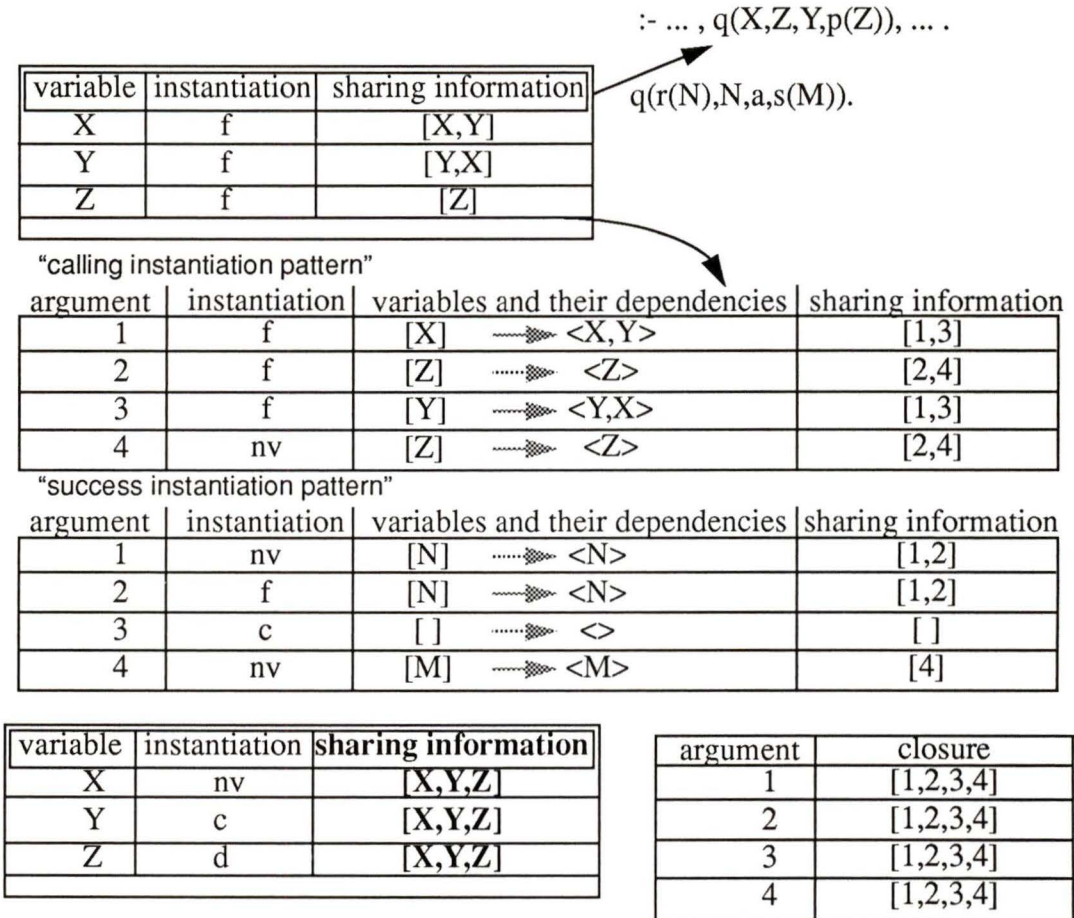 :- ... , q(X,Z,Y,p(Z)), ... .
variable instantiation sharing information
q(r(N),N,a,s(M)).
X f [X,Y]
Y f [Y,X]
Z f [Z]
“calling instantiation pattern”
argument instantiation variables and their dependencies sharing information
1 f [X] <X,Y> [1,3]
2 f [Z] <Z> [2,4]
3 f [Y] <Y,X> [1,3]
4 nv [Z] <Z> [2,4]
“success instantiation pattern”
argument instantiation variables and their dependencies sharing information
1 nv [N] <N> [1,2]
2 f [N] <N> [1,2]
3 c [ ] <> [ ]
4 nv [M] <M> [4]
variable instantiation sharing information
X nv [X,Y,Z]
Y c [X,Y,Z]
Z d [X,Y,Z]
argument closure
1 [1,2,3,4]
2 [1,2,3,4]
3 [1,2,3,4]
4 [1,2,3,4]